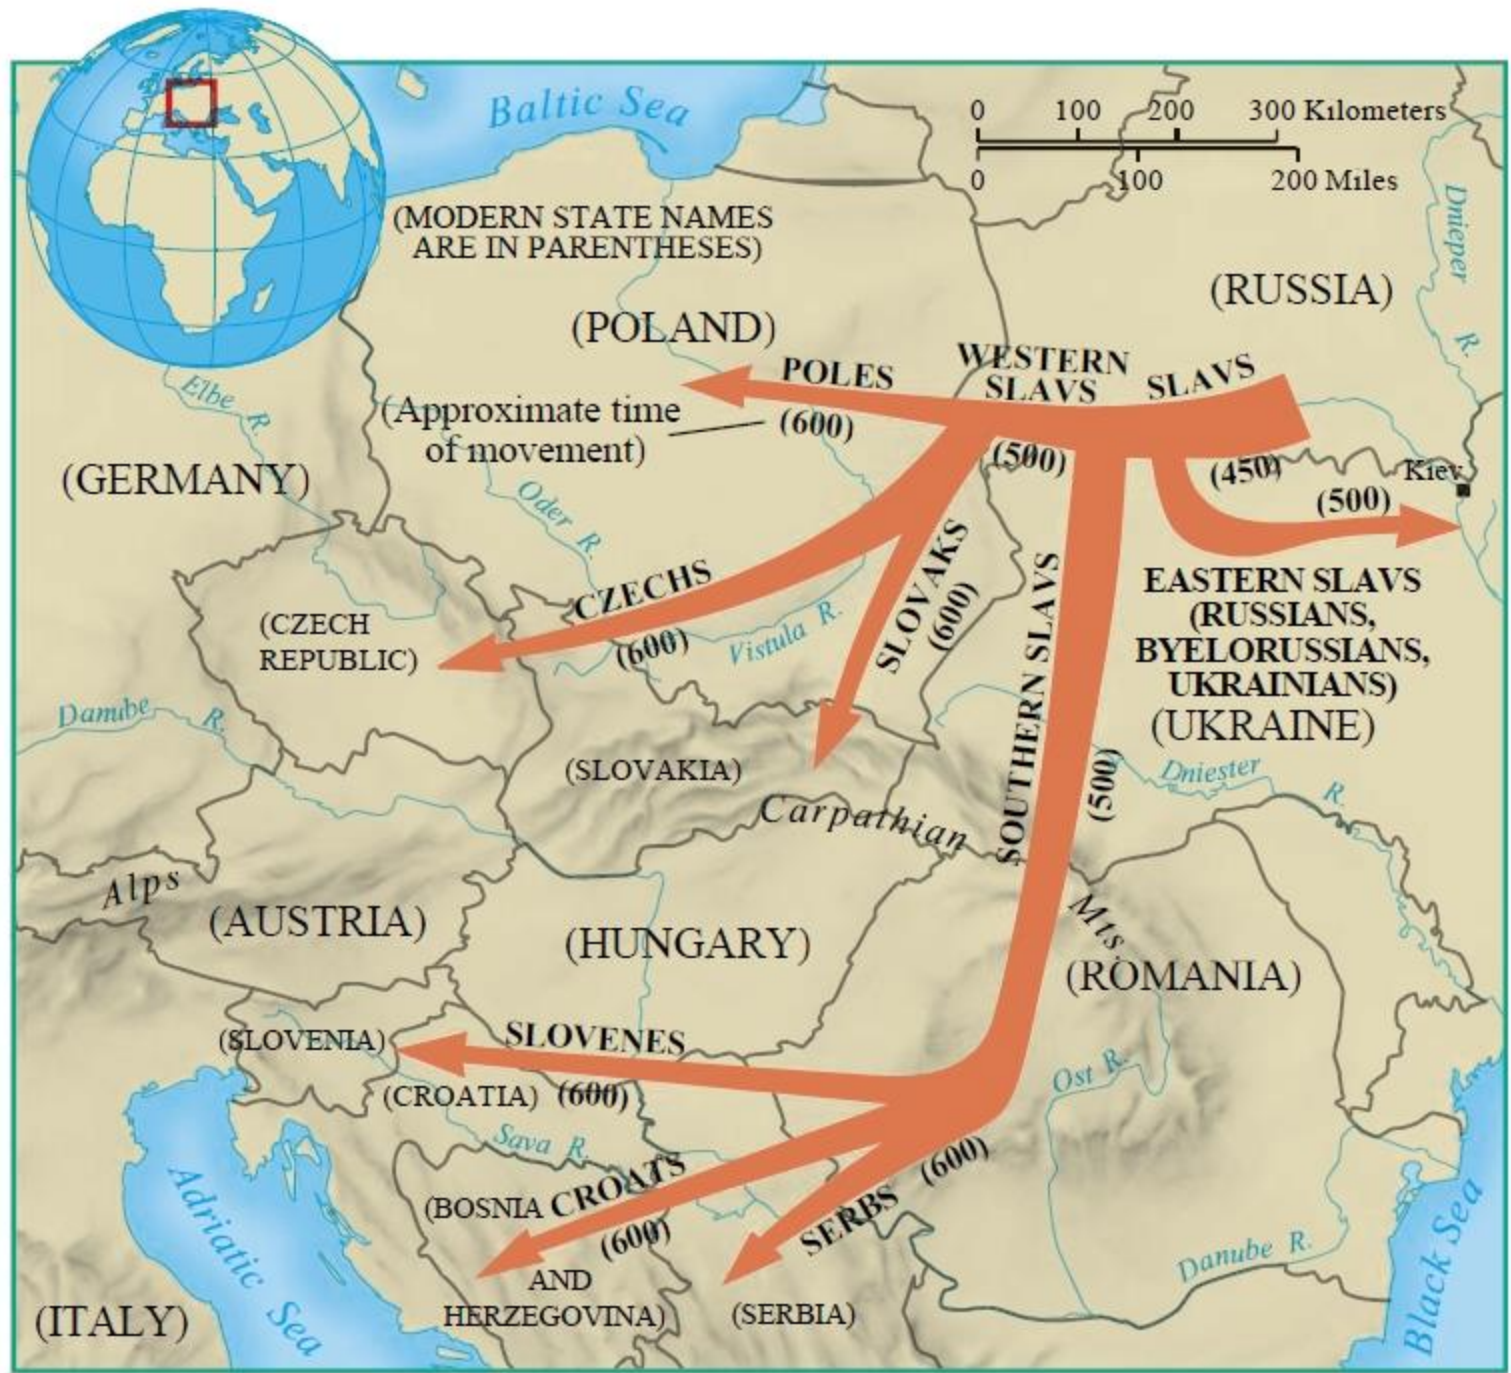 Baltic Sea
0 100 200 300 Kilometers
0 100 200 Miles
Dnieper
R.
(MODERN STATE NAMES
ARE IN PARENTHESES)
(RUSSIA)
(POLAND)
WESTERN
SLAVS
SLAVS
POLES
(600)
Elbe R.
(Approximate time
of movement)
(500)
(450)
Kiev
(500)
(GERMANY)
Oder R.
SLOVAKS
(600)
CZECHS
(600)
Vistula R.
EASTERN SLAVS
(RUSSIANS,
BYELORUSSIANS,
UKRAINIANS)
(UKRAINE)
(CZECH
REPUBLIC)
SOUTHERN SLAVS
(500)
Danube R.
(SLOVAKIA)
Dniester R.
Carpathian
Mts.
Alps
(AUSTRIA)
(HUNGARY)
(ROMANIA)
(SLOVENIA)
SLOVENES
(600)
(CROATIA)
Ost R.
Sava R.
(600)
SERBS
(BOSNIA
CROATS
(600)
AND
HERZEGOVINA)
(SERBIA)
Adriatic Sea
Danube R.
Black Sea
(ITALY)